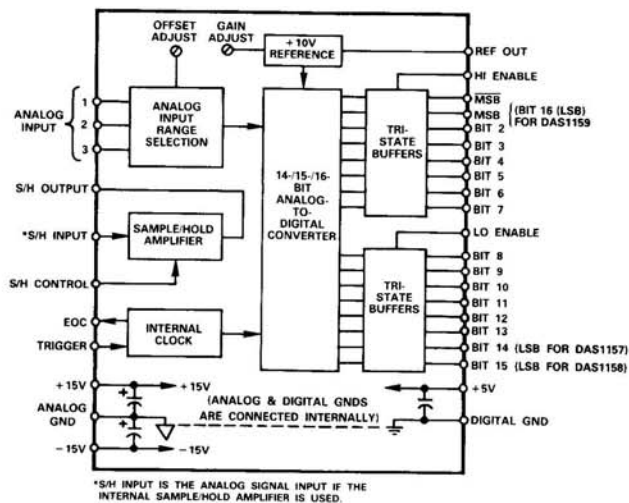 OFFSET ADJUST
GAIN ADJUST
+10V REFERENCE
REF OUT
HI ENABLE
ANALOG INPUT
1
2
3
ANALOG INPUT RANGE SELECTION
MSB
MSB
BIT 2
(BIT 16 (LSB) FOR DAS1159
BIT 3
BIT 4
BIT 5
BIT 6
BIT 7
TRI-STATE BUFFERS
14-/15-/16-BIT ANALOG-TO-DIGITAL CONVERTER
S/H OUTPUT
*S/H INPUT
SAMPLE/HOLD AMPLIFIER
S/H CONTROL
LO ENABLE
BIT 8
BIT 9
BIT 10
BIT 11
BIT 12
BIT 13
BIT 14 (LSB FOR DAS1157)
BIT 15 (LSB FOR DAS1158)
TRI-STATE BUFFERS
EOC
TRIGGER
INTERNAL CLOCK
+15V
+15V
ANALOG GND
-15V
-15V
(ANALOG & DIGITAL GNDS
ARE CONNECTED INTERNALLY)
+5V
DIGITAL GND
*S/H INPUT IS THE ANALOG SIGNAL INPUT IF THE
INTERNAL SAMPLE/HOLD AMPLIFIER IS USED.